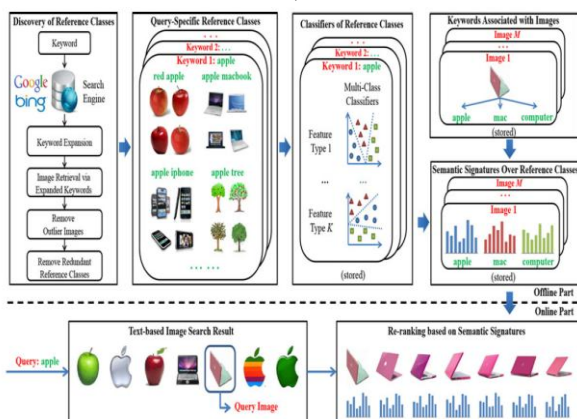 Discovery of Reference Classes
Keyword
Google
bing
Search
Engine
Keyword Expansion
Image Retrieval via
Expanded Keywords
Remove
Outlier Images
Remove Redundant
Reference Classes
Query-Specific Reference Classes
...
Keyword 2: ...
Keyword 1: apple
red apple
apple macbook
apple iphone
apple tree
... ...
Classifiers of Reference Classes
...
Keyword 2: ...
Keyword 1: apple
Multi-Class
Classifiers
Feature
Type 1
... ...
Feature
Type K
(stored)
Keywords Associated with Images
Image M
...
Image 1
apple mac computer
(stored)
Semantic Signatures Over Reference Classes
Image M
...
Image 1
apple mac computer
(stored)
Offline Part
Online Part
Query: apple
Text-based Image Search Result
Query Image
Re-ranking based on Semantic Signatures